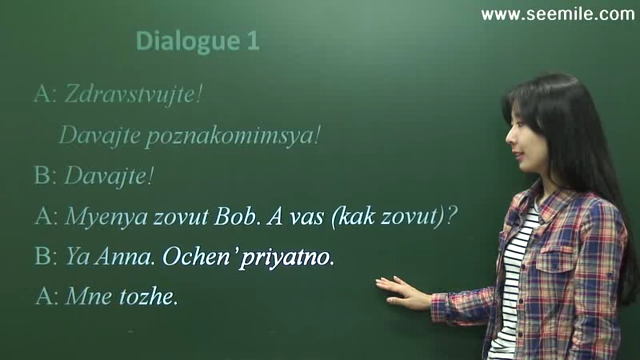 www.seemile.com
Dialogue 1
A: Zdravstvujte!
Davajte poznakomimsya!
B: Davajte!
A: Myenya zovut Bob. A vas (kak zovut)?
B: Ya Anna. Ochen' priyatno.
A: Mne tozhe.